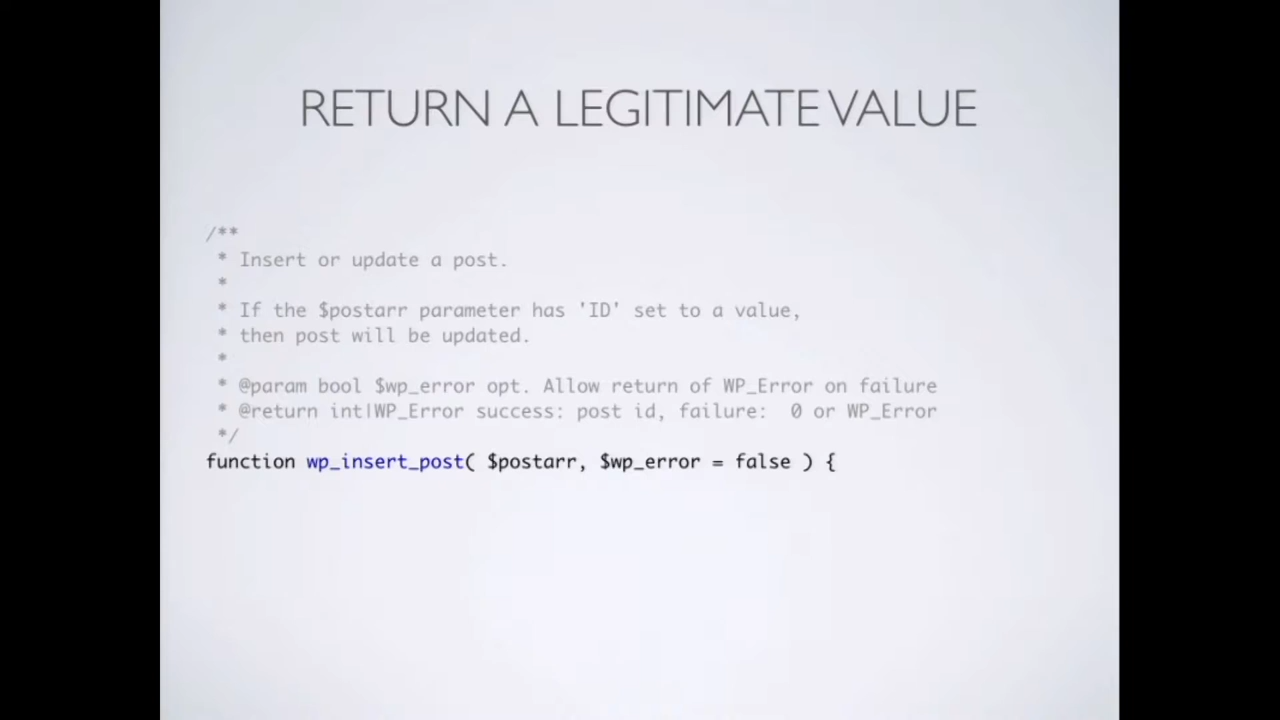 RETURN A LEGITIMATE VALUE
/**
 * Insert or update a post.
 *
 * If the $postarr parameter has 'ID' set to a value,
 * then post will be updated.
 *
 * @param bool $wp_error opt. Allow return of WP_Error on failure
 * @return int|WP_Error success: post id, failure:  0 or WP_Error
 */
function wp_insert_post( $postarr, $wp_error = false ) {